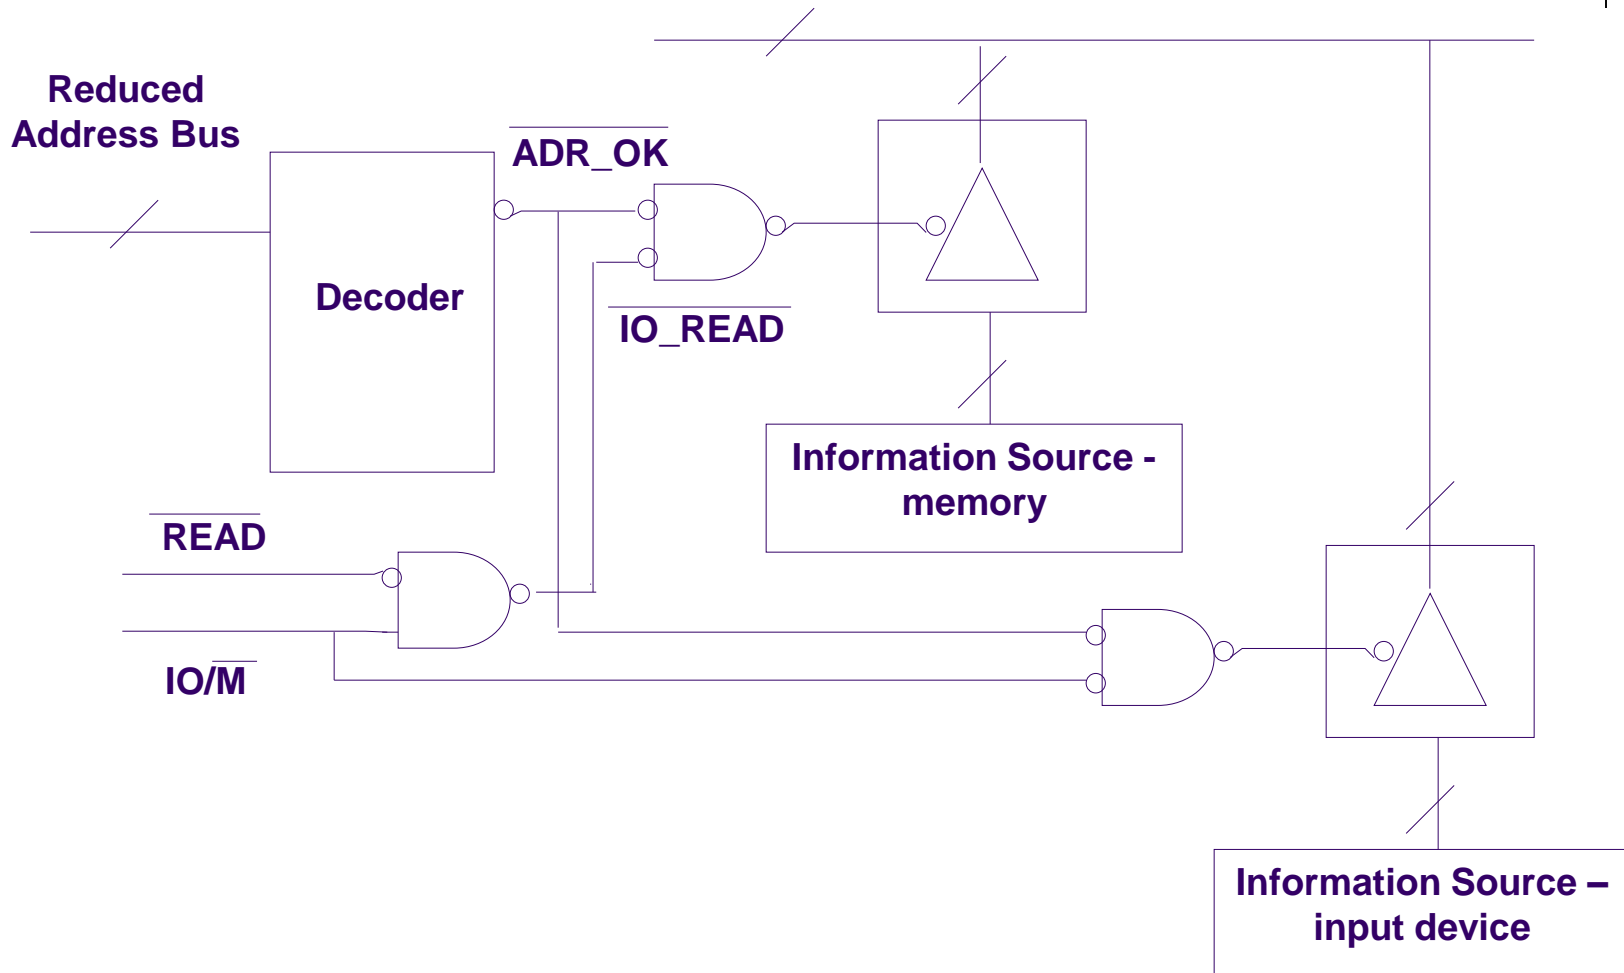 Reduced
Address Bus
ADR_OK
Decoder
IO_READ
Information Source -
memory
READ
IO/M
Information Source –
input device